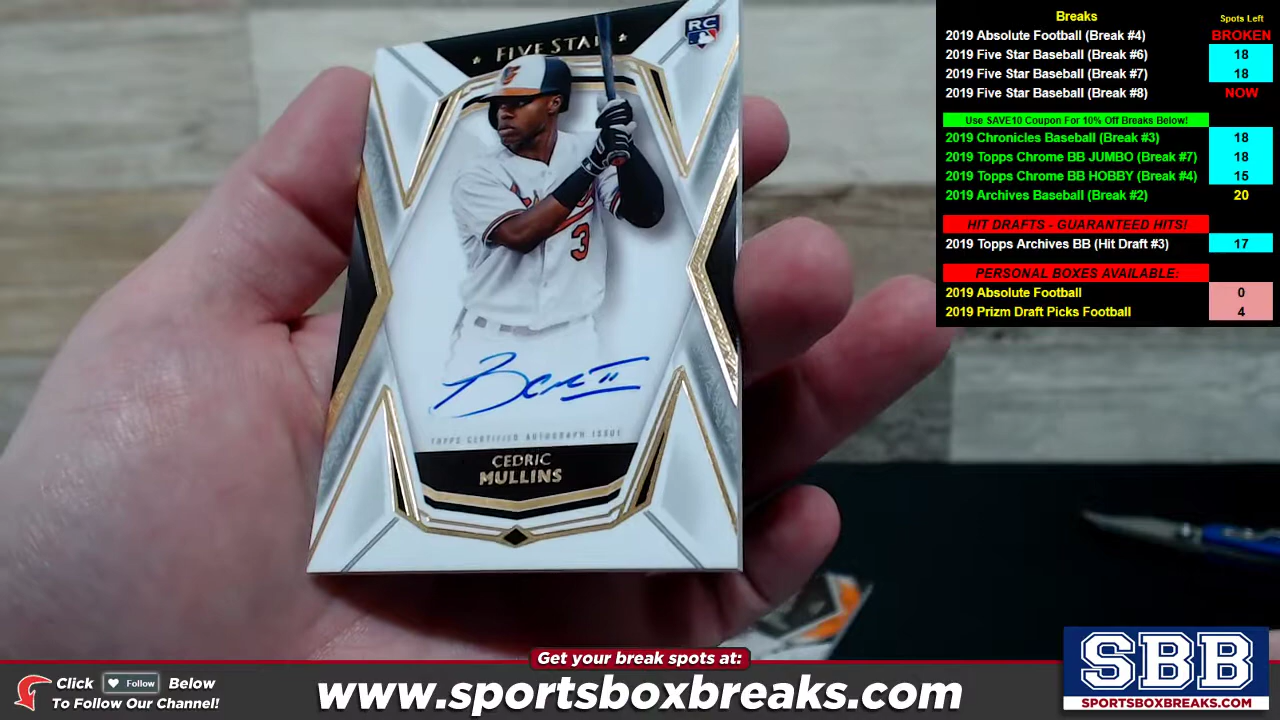 ★ FIVE STAR ★
RC
3
TOPPS CERTIFIED AUTOGRAPH ISSUE
CEDRIC
MULLINS
Breaks Spots Left
2019 Absolute Football (Break #4) BROKEN
2019 Five Star Baseball (Break #6) 18
2019 Five Star Baseball (Break #7) 18
2019 Five Star Baseball (Break #8) NOW
Use SAVE10 Coupon For 10% Off Breaks Below!
2019 Chronicles Baseball (Break #3) 18
2019 Topps Chrome BB JUMBO (Break #7) 18
2019 Topps Chrome BB HOBBY (Break #4) 15
2019 Archives Baseball (Break #2) 20
HIT DRAFTS - GUARANTEED HITS!
2019 Topps Archives BB (Hit Draft #3) 17
PERSONAL BOXES AVAILABLE:
2019 Absolute Football 0
2019 Prizm Draft Picks Football 4
Get your break spots at:
Click Follow Below
To Follow Our Channel!
www.sportsboxbreaks.com
SBB
SPORTSBOXBREAKS.COM